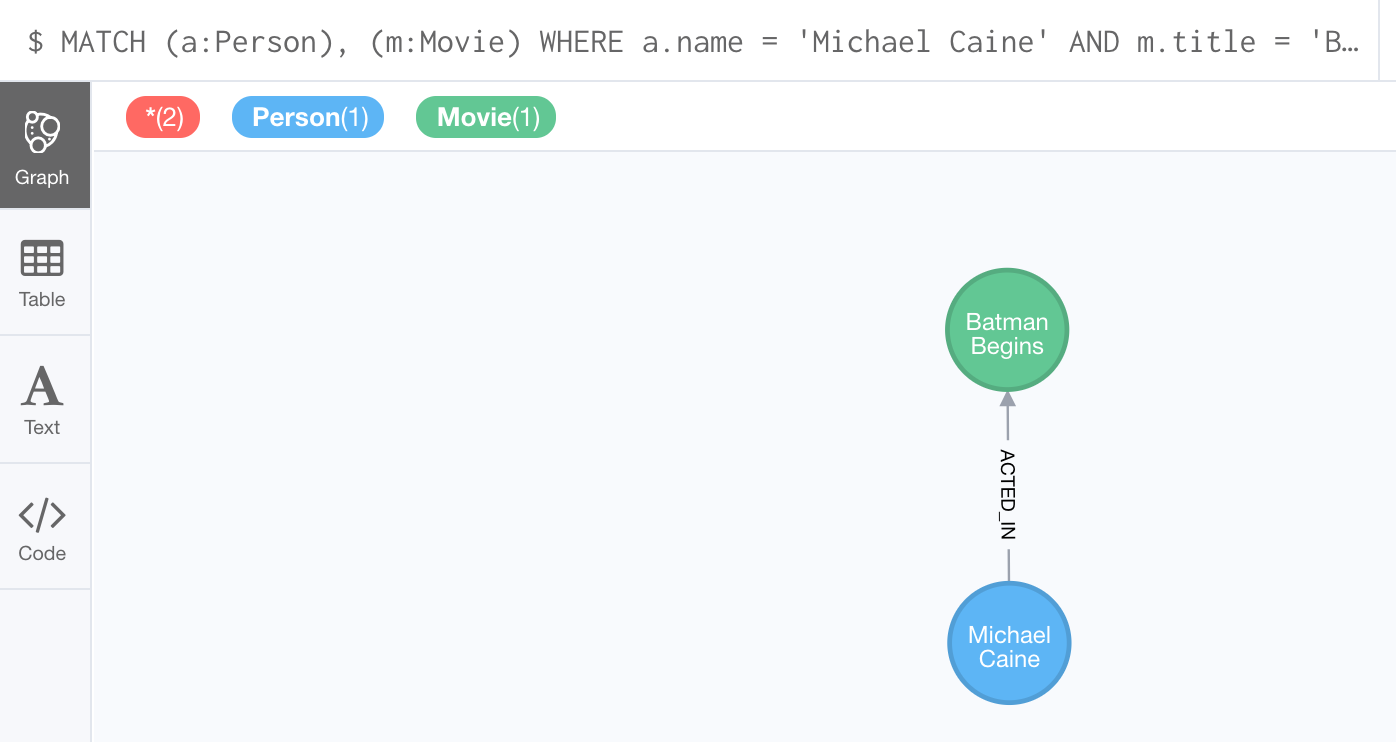 $ MATCH (a:Person), (m:Movie) WHERE a.name = 'Michael Caine' AND m.title = 'B…
*(2) Person(1) Movie(1)
Graph
Table
A
Text
</>
Code
Batman
Begins
ACTED_IN
Michael
Caine